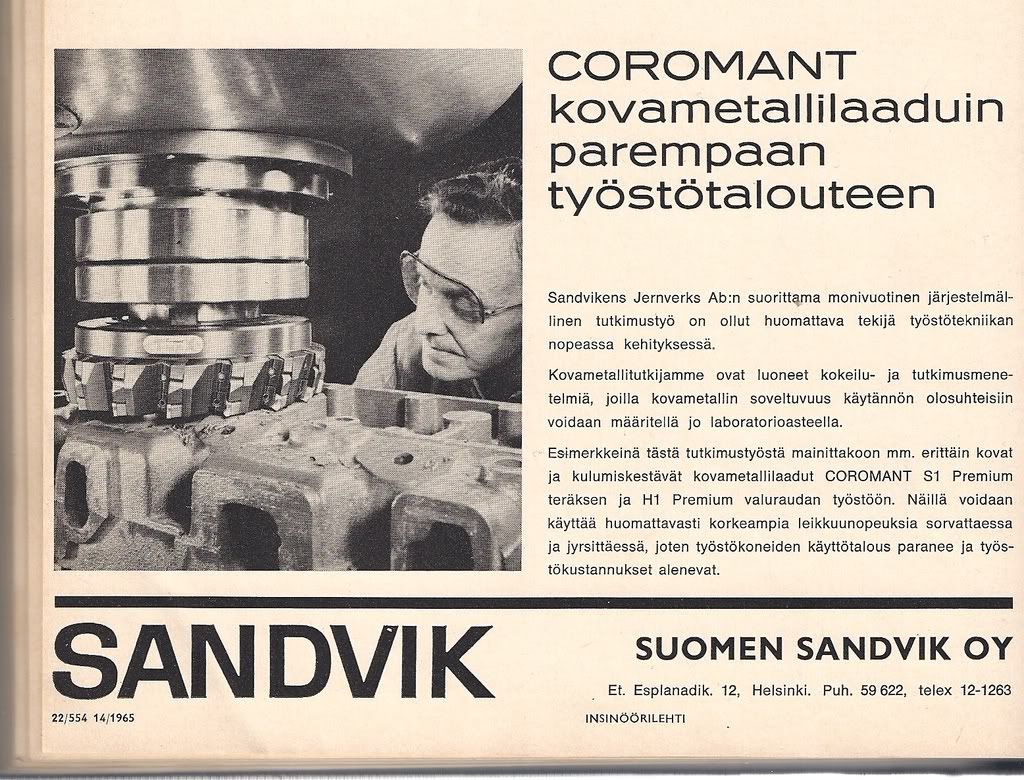 COROMANT
kovametallilaaduin
parempaan
työstötalouteen
Sandvikens Jernverks Ab:n suorittama monivuotinen järjestelmäl-
linen tutkimustyö on ollut huomattava tekijä työstötekniikan
nopeassa kehityksessä.
Kovametallitutkijamme ovat luoneet kokeilu- ja tutkimusmene-
telmiä, joilla kovametallin soveltuvuus käytännön olosuhteisiin
voidaan määritellä jo laboratorioasteella.
Esimerkkeinä tästä tutkimustyöstä mainittakoon mm. erittäin kovat
ja kulumiskestävät kovametallilaadut COROMANT S1 Premium
teräksen ja H1 Premium valuraudan työstöön. Näillä voidaan
käyttää huomattavasti korkeampia leikkuunopeuksia sorvattaessa
ja jyrsittäessä, joten työstökoneiden käyttötalous paranee ja työs-
tökustannukset alenevat.
SANDVIK
SUOMEN SANDVIK OY
Et. Esplanadik. 12, Helsinki. Puh. 59 622, telex 12-1263
22/554 14/1965
INSINÖÖRILEHTI